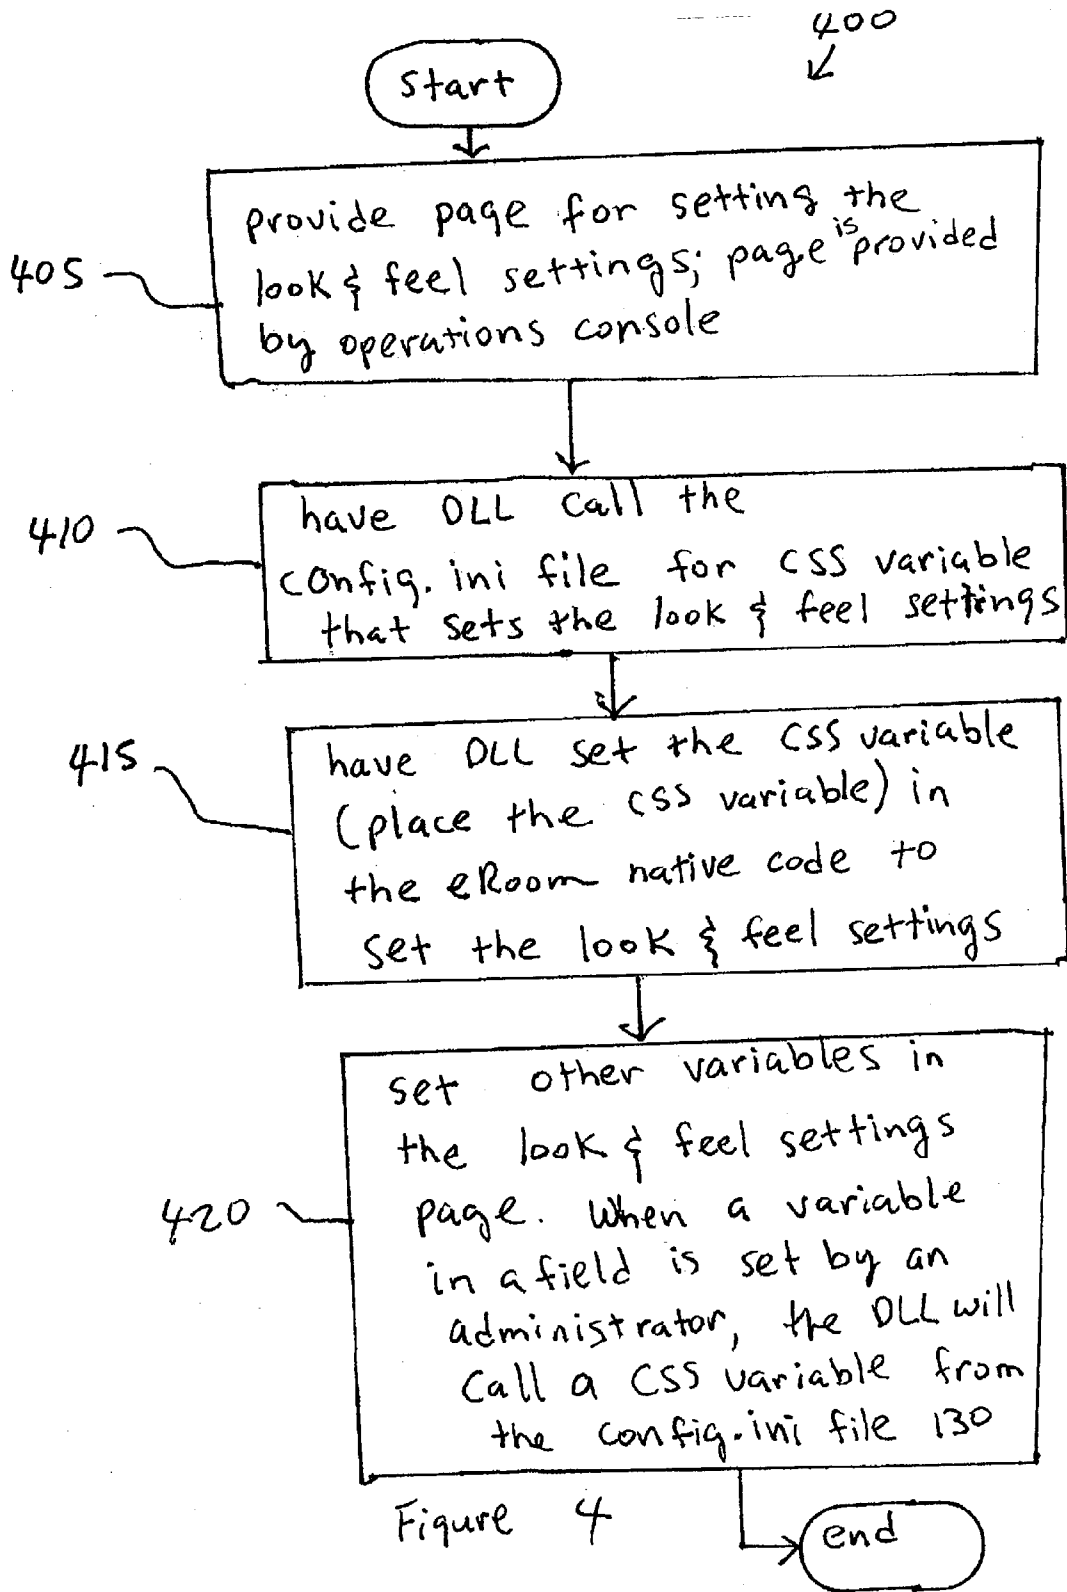 400
start
405
provide page for setting the
look & feel settings; page is provided
by operations console
410
have DLL call the
config.ini file for CSS variable
that sets the look & feel settings
415
have DLL set the CSS variable
(place the CSS variable) in
the eRoom native code to
set the look & feel settings
420
set other variables in
the look & feel settings
page. When a variable
in a field is set by an
administrator, the DLL will
Call a CSS variable from
the config.ini file 130
Figure 4
end